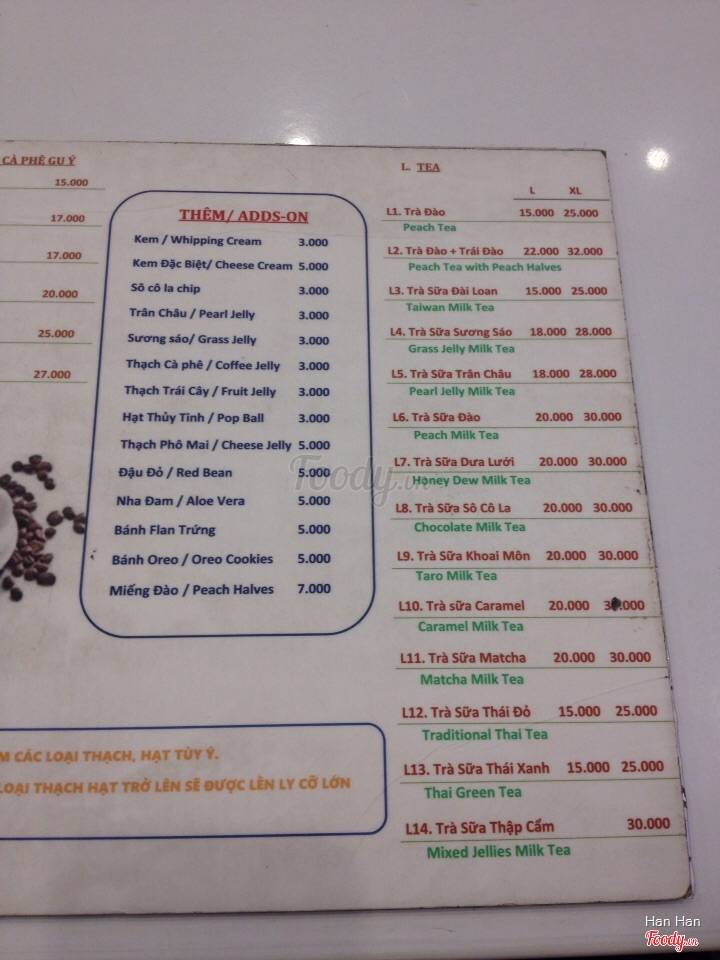 CÀ PHÊ GU Ý
15.000
17.000
17.000
20.000
25.000
27.000
THÊM/ ADDS-ON
Kem / Whipping Cream 3.000
Kem Đặc Biệt/ Cheese Cream 5.000
Sô cô la chip 3.000
Trân Châu / Pearl Jelly 3.000
Sương sáo/ Grass Jelly 3.000
Thạch Cà phê / Coffee Jelly 3.000
Thạch Trái Cây / Fruit Jelly 3.000
Hạt Thủy Tinh / Pop Ball 3.000
Thạch Phô Mai / Cheese Jelly 5.000
Đậu Đỏ / Red Bean 5.000
Nha Đam / Aloe Vera 5.000
Bánh Flan Trứng 5.000
Bánh Oreo / Oreo Cookies 5.000
Miếng Đào / Peach Halves 7.000
M CÁC LOẠI THẠCH, HẠT TÙY Ý.
LOẠI THẠCH HẠT TRỞ LÊN SẼ ĐƯỢC LÊN LY CỠ LỚN
L. TEA
L XL
L1. Trà Đào 15.000 25.000
Peach Tea
L2. Trà Đào + Trái Đào 22.000 32.000
Peach Tea with Peach Halves
L3. Trà Sữa Đài Loan 15.000 25.000
Taiwan Milk Tea
L4. Trà Sữa Sương Sáo 18.000 28.000
Grass Jelly Milk Tea
L5. Trà Sữa Trân Châu 18.000 28.000
Pearl Jelly Milk Tea
L6. Trà Sữa Đào 20.000 30.000
Peach Milk Tea
L7. Trà Sữa Dưa Lưới 20.000 30.000
Honey Dew Milk Tea
L8. Trà Sữa Sô Cô La 20.000 30.000
Chocolate Milk Tea
L9. Trà Sữa Khoai Môn 20.000 30.000
Taro Milk Tea
L10. Trà sữa Caramel 20.000 30.000
Caramel Milk Tea
L11. Trà Sữa Matcha 20.000 30.000
Matcha Milk Tea
L12. Trà Sữa Thái Đỏ 15.000 25.000
Traditional Thai Tea
L13. Trà Sữa Thái Xanh 15.000 25.000
Thai Green Tea
L14. Trà Sữa Thập Cẩm 30.000
Mixed Jellies Milk Tea
Foody.vn
Han Han
Foody.vn